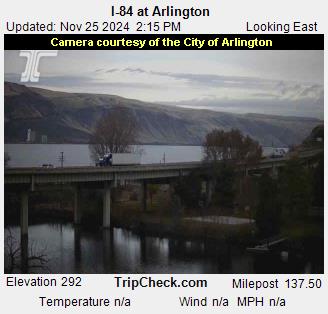 I-84 at Arlington
Updated: Nov 25 2024 2:15 PM Looking East
Camera courtesy of the City of Arlington
Elevation 292 TripCheck.com Milepost 137.50
Temperature n/a Wind n/a MPH n/a